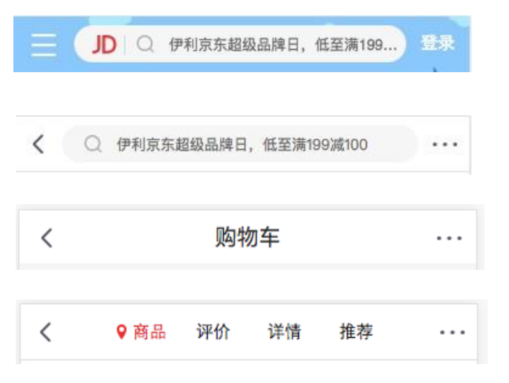 JD 伊利京东超级品牌日，低至满199... 登录
伊利京东超级品牌日，低至满199减100 ...
购物车 ...
商品 评价 详情 推荐 ...